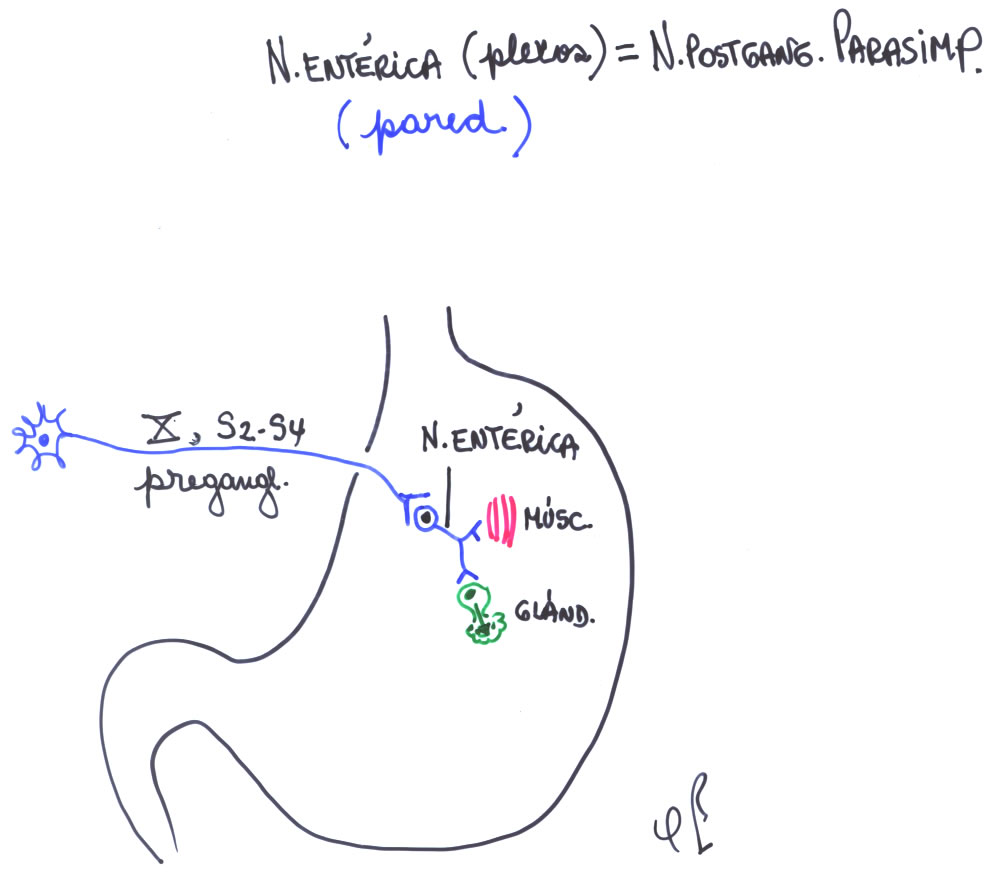 N. ENTÉRICA (plexos) = N. POSTGANG. PARASIMP.
(pared.)
X, S2-S4
pregangl.
N. ENTÉRICA
MÚSC.
GLÁND.